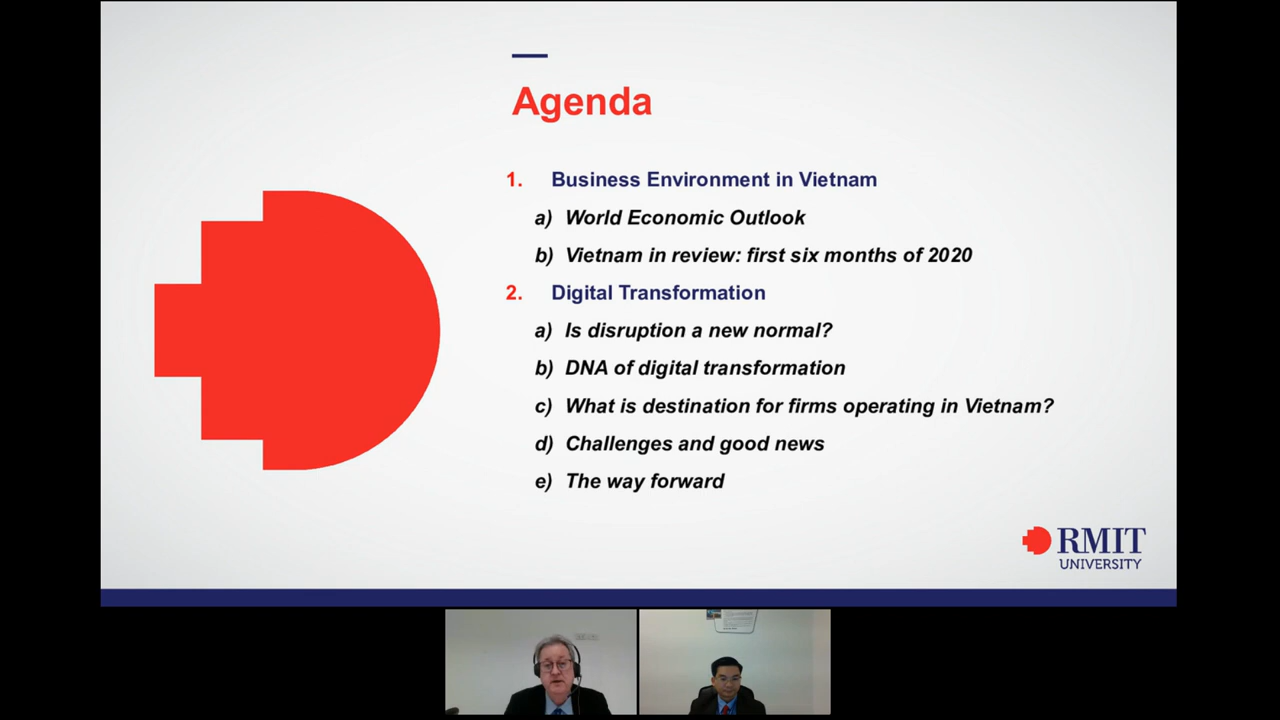 Agenda
1. Business Environment in Vietnam
a) World Economic Outlook
b) Vietnam in review: first six months of 2020
2. Digital Transformation
a) Is disruption a new normal?
b) DNA of digital transformation
c) What is destination for firms operating in Vietnam?
d) Challenges and good news
e) The way forward
RMIT
UNIVERSITY